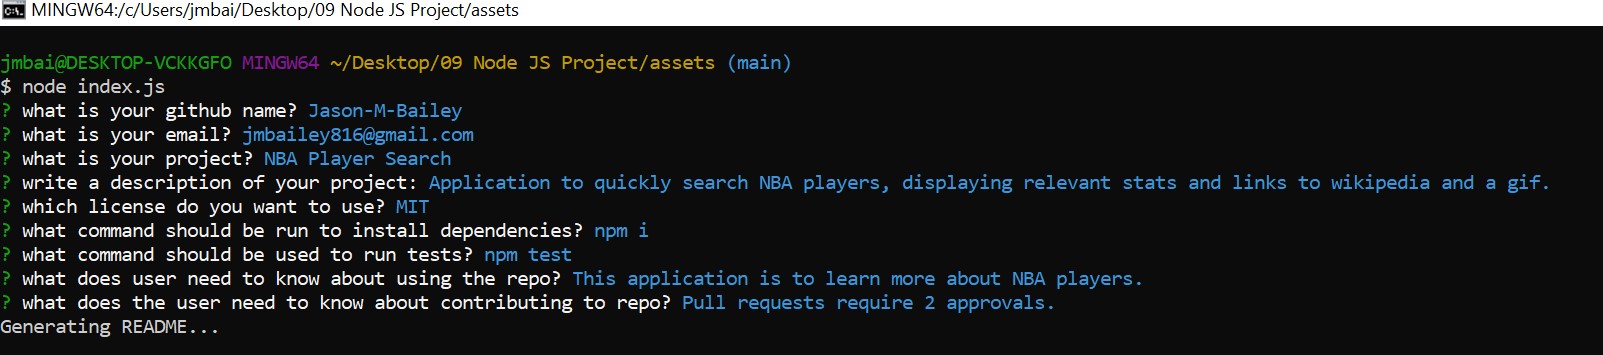 MINGW64:/c/Users/jmbai/Desktop/09 Node JS Project/assets
jmbai@DESKTOP-VCKKGFO MINGW64 ~/Desktop/09 Node JS Project/assets (main)
$ node index.js
? what is your github name? Jason-M-Bailey
? what is your email? jmbailey816@gmail.com
? what is your project? NBA Player Search
? write a description of your project: Application to quickly search NBA players, displaying relevant stats and links to wikipedia and a gif.
? which license do you want to use? MIT
? what command should be run to install dependencies? npm i
? what command should be used to run tests? npm test
? what does user need to know about using the repo? This application is to learn more about NBA players.
? what does the user need to know about contributing to repo? Pull requests require 2 approvals.
Generating README...